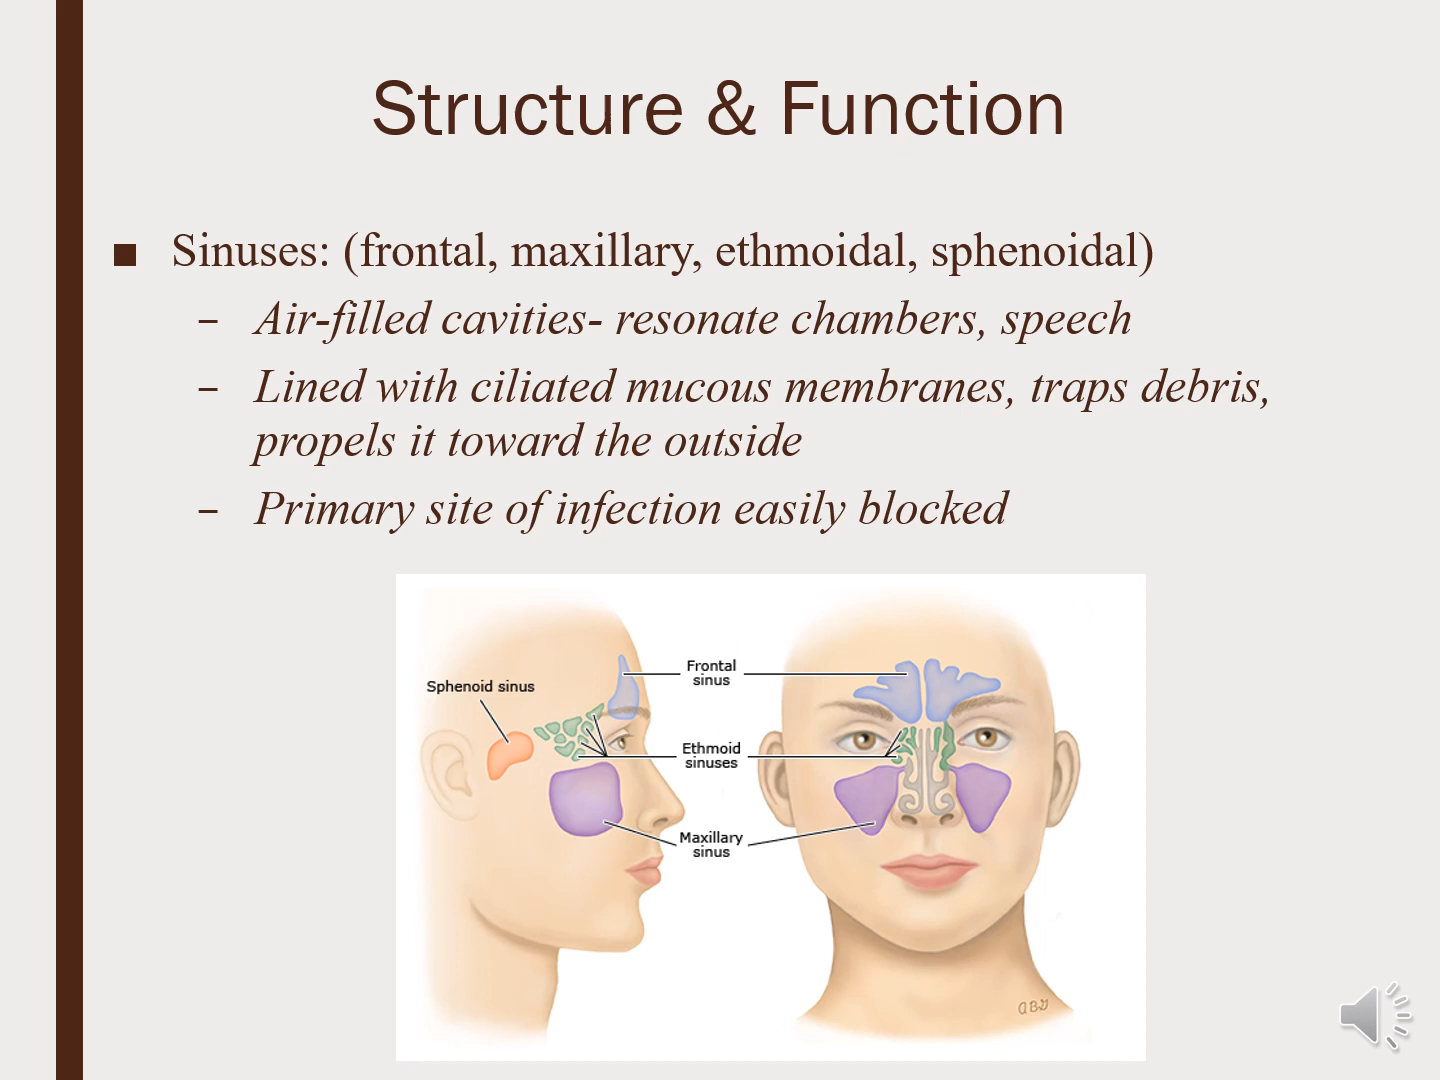 Structure & Function
■ Sinuses: (frontal, maxillary, ethmoidal, sphenoidal)
– Air-filled cavities- resonate chambers, speech
– Lined with ciliated mucous membranes, traps debris,
propels it toward the outside
– Primary site of infection easily blocked
Frontal
sinus
Sphenoid sinus
Ethmoid
sinuses
Maxillary
sinus